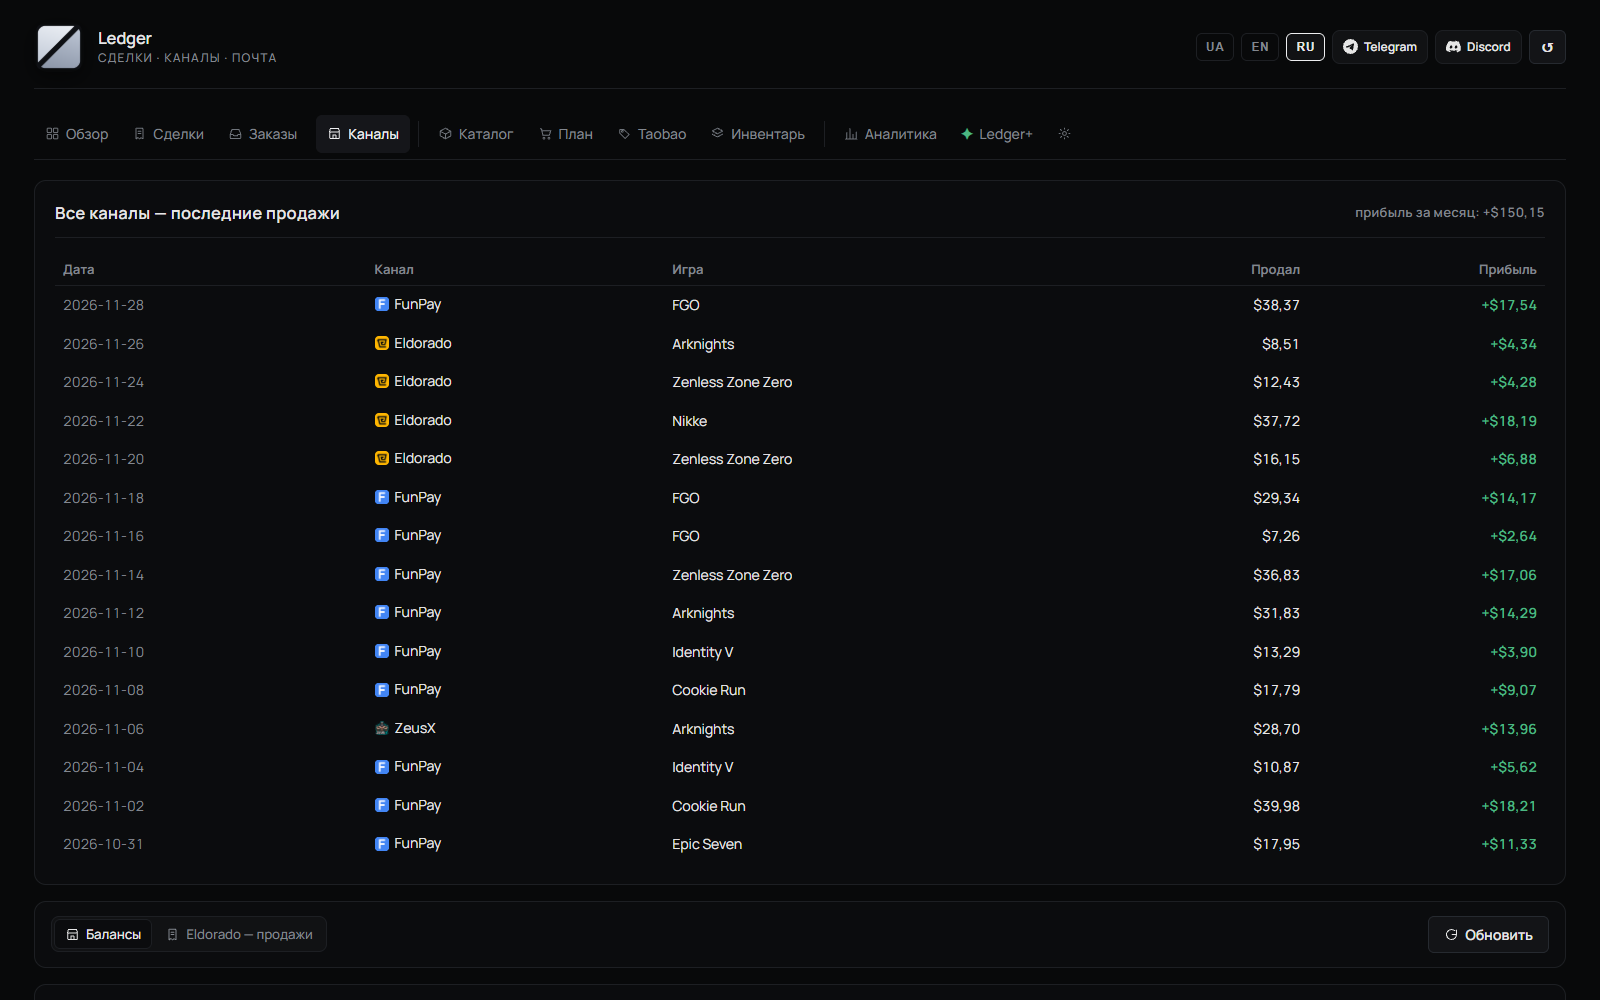 Ledger
СДЕЛКИ · КАНАЛЫ · ПОЧТА
UA EN RU Telegram Discord
Обзор Сделки Заказы Каналы Каталог План Taobao Инвентарь Аналитика Ledger+
Все каналы — последние продажи прибыль за месяц: +$150,15
Дата Канал Игра Продал Прибыль
2026-11-28 FunPay FGO $38,37 +$17,54
2026-11-26 Eldorado Arknights $8,51 +$4,34
2026-11-24 Eldorado Zenless Zone Zero $12,43 +$4,28
2026-11-22 Eldorado Nikke $37,72 +$18,19
2026-11-20 Eldorado Zenless Zone Zero $16,15 +$6,88
2026-11-18 FunPay FGO $29,34 +$14,17
2026-11-16 FunPay FGO $7,26 +$2,64
2026-11-14 FunPay Zenless Zone Zero $36,83 +$17,06
2026-11-12 FunPay Arknights $31,83 +$14,29
2026-11-10 FunPay Identity V $13,29 +$3,90
2026-11-08 FunPay Cookie Run $17,79 +$9,07
2026-11-06 ZeusX Arknights $28,70 +$13,96
2026-11-04 FunPay Identity V $10,87 +$5,62
2026-11-02 FunPay Cookie Run $39,98 +$18,21
2026-10-31 FunPay Epic Seven $17,95 +$11,33
Балансы Eldorado — продажи Обновить